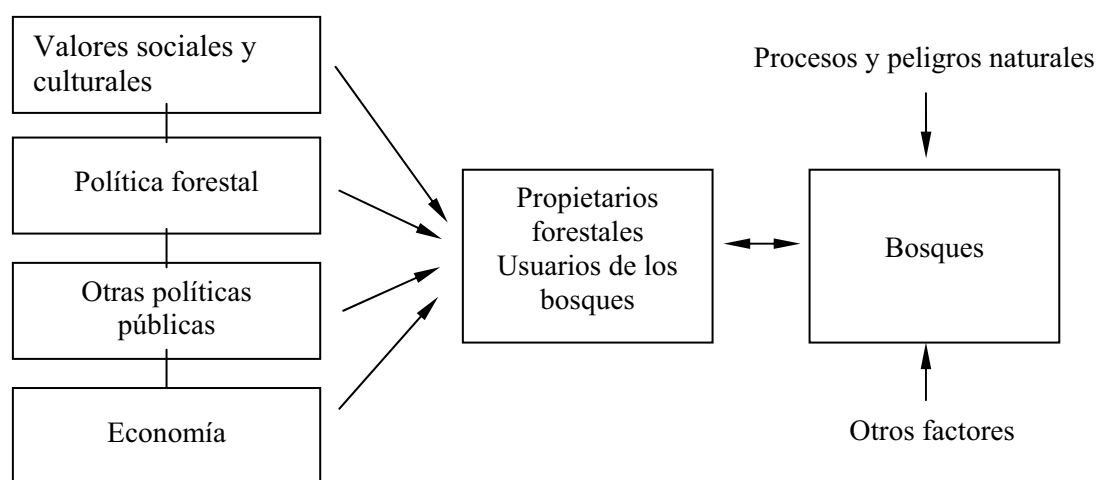 Valores sociales y
culturales
Política forestal
Otras políticas
públicas
Economía
Propietarios
forestales
Usuarios de los
bosques
Procesos y peligros naturales
Bosques
Otros factores